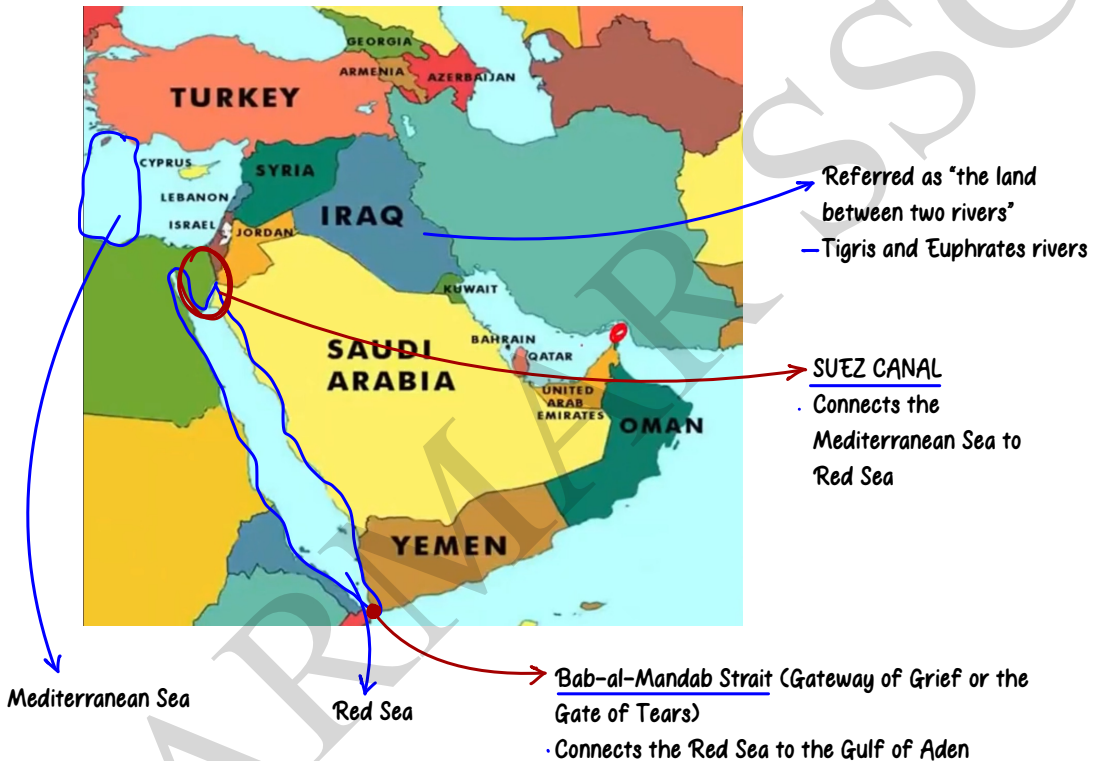 GEORGIA
ARMENIA
AZERBAIJAN
TURKEY
CYPRUS
SYRIA
LEBANON
ISRAEL
JORDAN
IRAQ
KUWAIT
BAHRAIN
QATAR
SAUDI
ARABIA
UNITED
ARAB
EMIRATES
OMAN
YEMEN
Referred as “the land
between two rivers”
Tigris and Euphrates rivers
SUEZ CANAL
Connects the
Mediterranean Sea to
Red Sea
Mediterranean Sea
Red Sea
Bab-al-Mandab Strait (Gateway of Grief or the
Gate of Tears)
Connects the Red Sea to the Gulf of Aden
ARMAR SSC